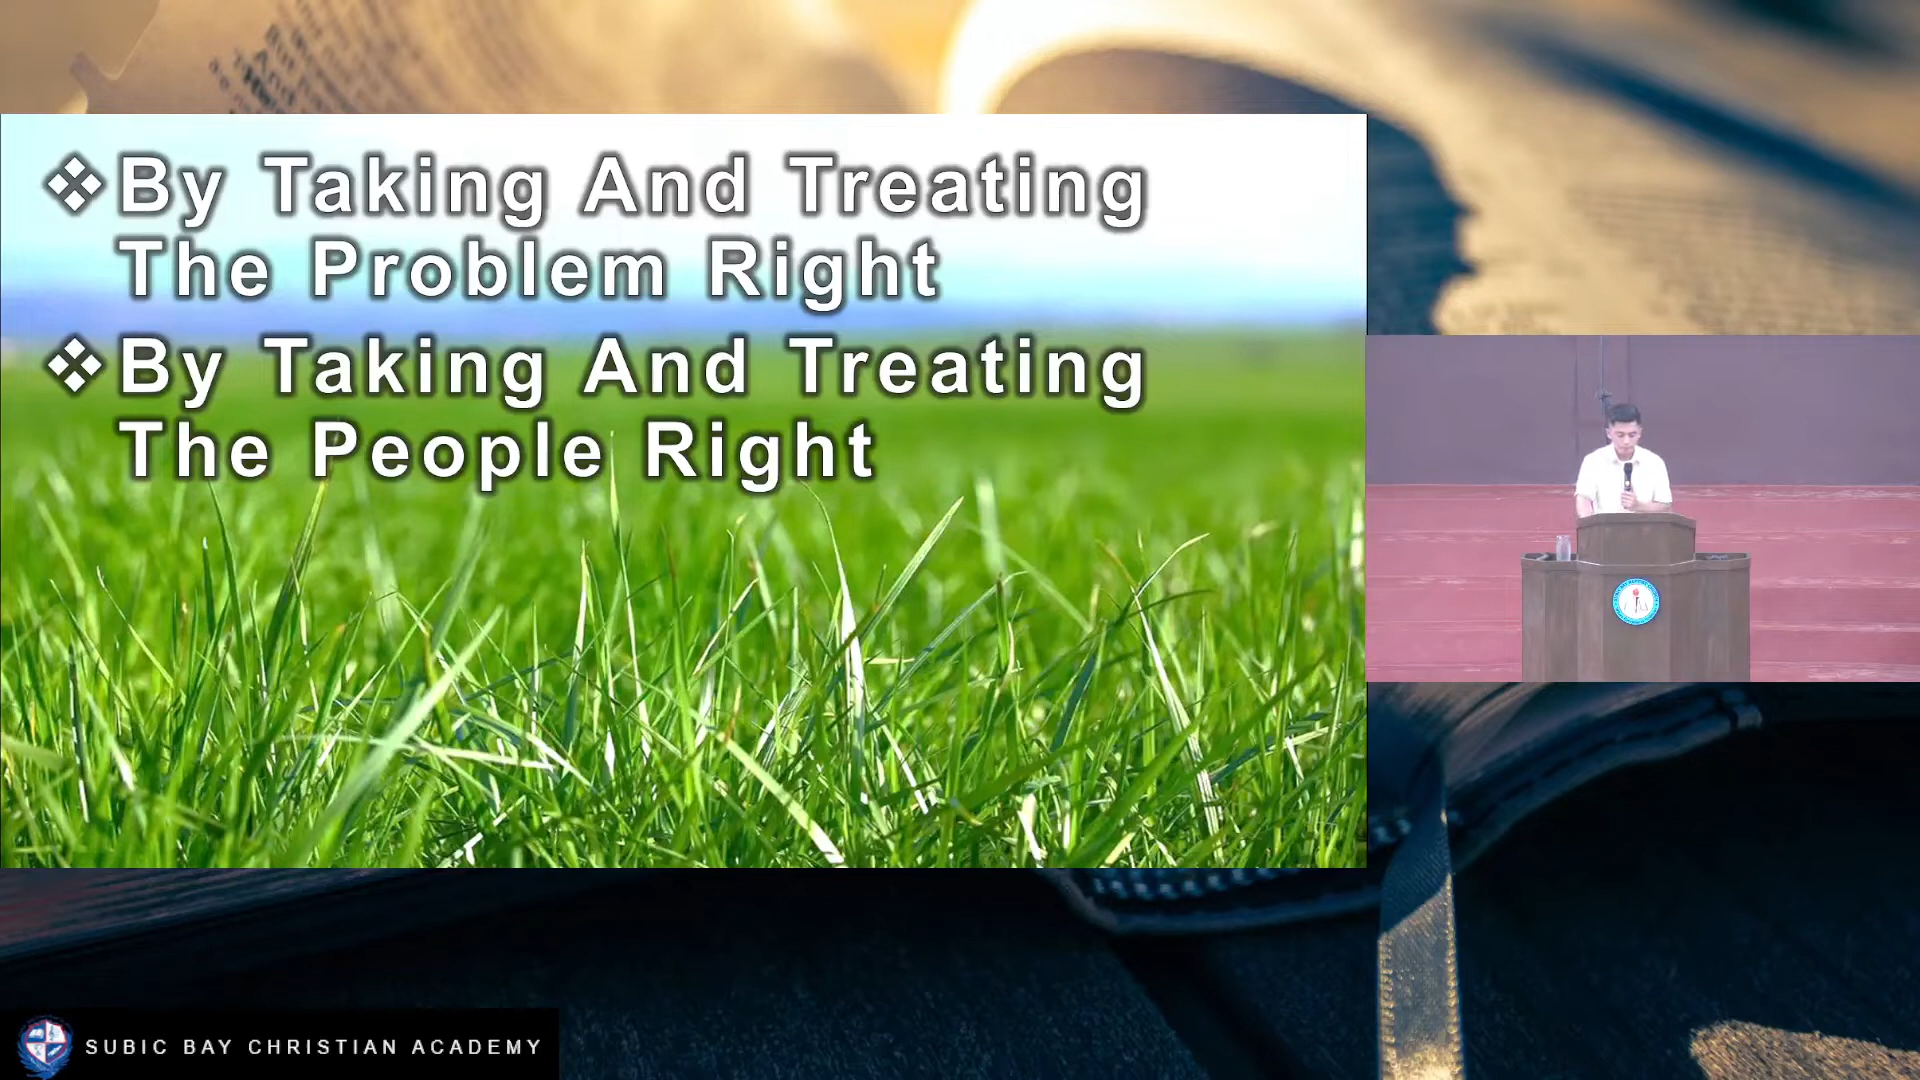 ❖By Taking And Treating
The Problem Right
❖By Taking And Treating
The People Right
SUBIC BAY CHRISTIAN ACADEMY